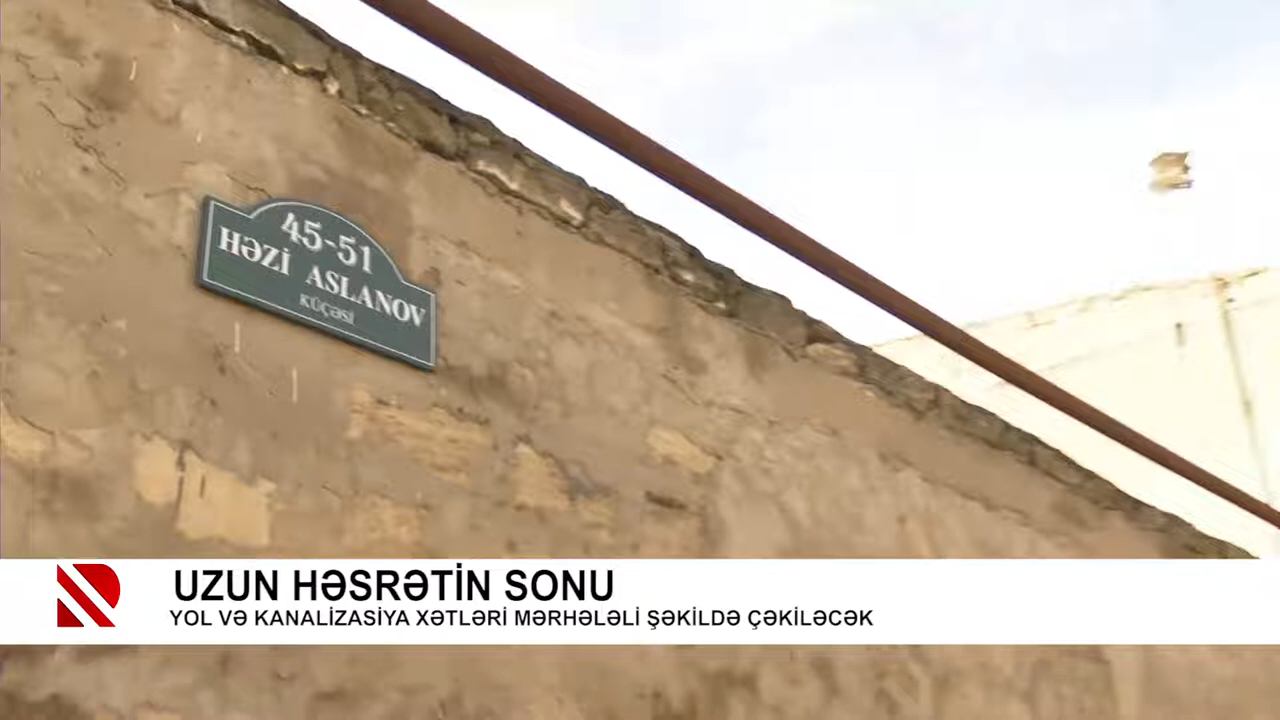 45-51
HƏZİ ASLANOV
KÜÇƏSİ
UZUN HƏSRƏTİN SONU
YOL VƏ KANALİZASİYA XƏTLƏRİ MƏRHƏLƏLİ ŞƏKİLDƏ ÇƏKİLƏCƏK